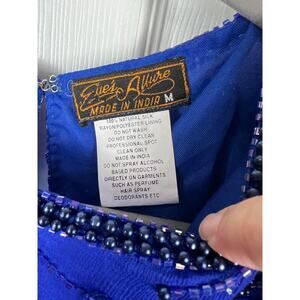 Elie's Allure
MADE IN INDIA M
100% NATURAL SILK
RAYON/POLYESTER LINING
DO NOT WASH
DO NOT DRY CLEAN
PROFESSIONAL SPOT
CLEAN ONLY
MADE IN INDIA
DO NOT SPRAY ALCOHOL
BASED PRODUCTS
DIRECTLY ON GARMENTS
SUCH AS PERFUME
HAIR SPRAY
DEODORANTS ETC